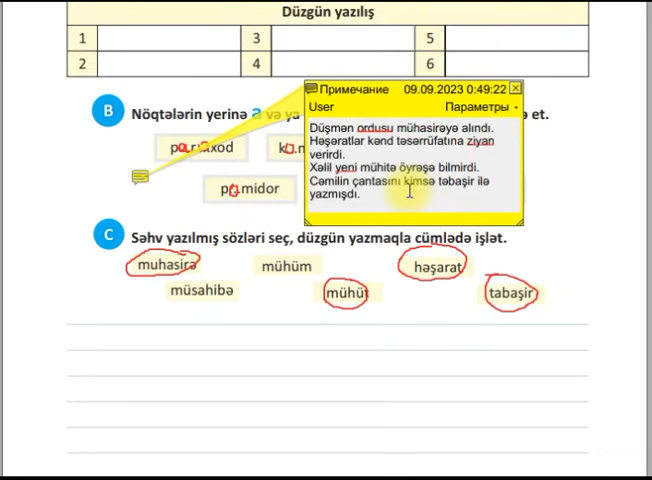 Düzgün yazılış
1 3 5
2 4 6
B Nöqtələrin yerinə a və ya ə et.
Примечание 09.09.2023 0:49:22
User Параметры
Düşmən ordusu mühasirəyə alındı.
Həşəratlar kənd təsərrüfatına ziyan
verirdi.
Xəlil yeni mühitə öyrəşə bilmirdi.
Cəmilin çantasını kimsə təbaşir ilə
yazmışdı.
pamidor
C Səhv yazılmış sözləri seç, düzgün yazmaqla cümlədə işlət.
muhasirə mühüm həşarat
müsahibə mühüt tabaşir